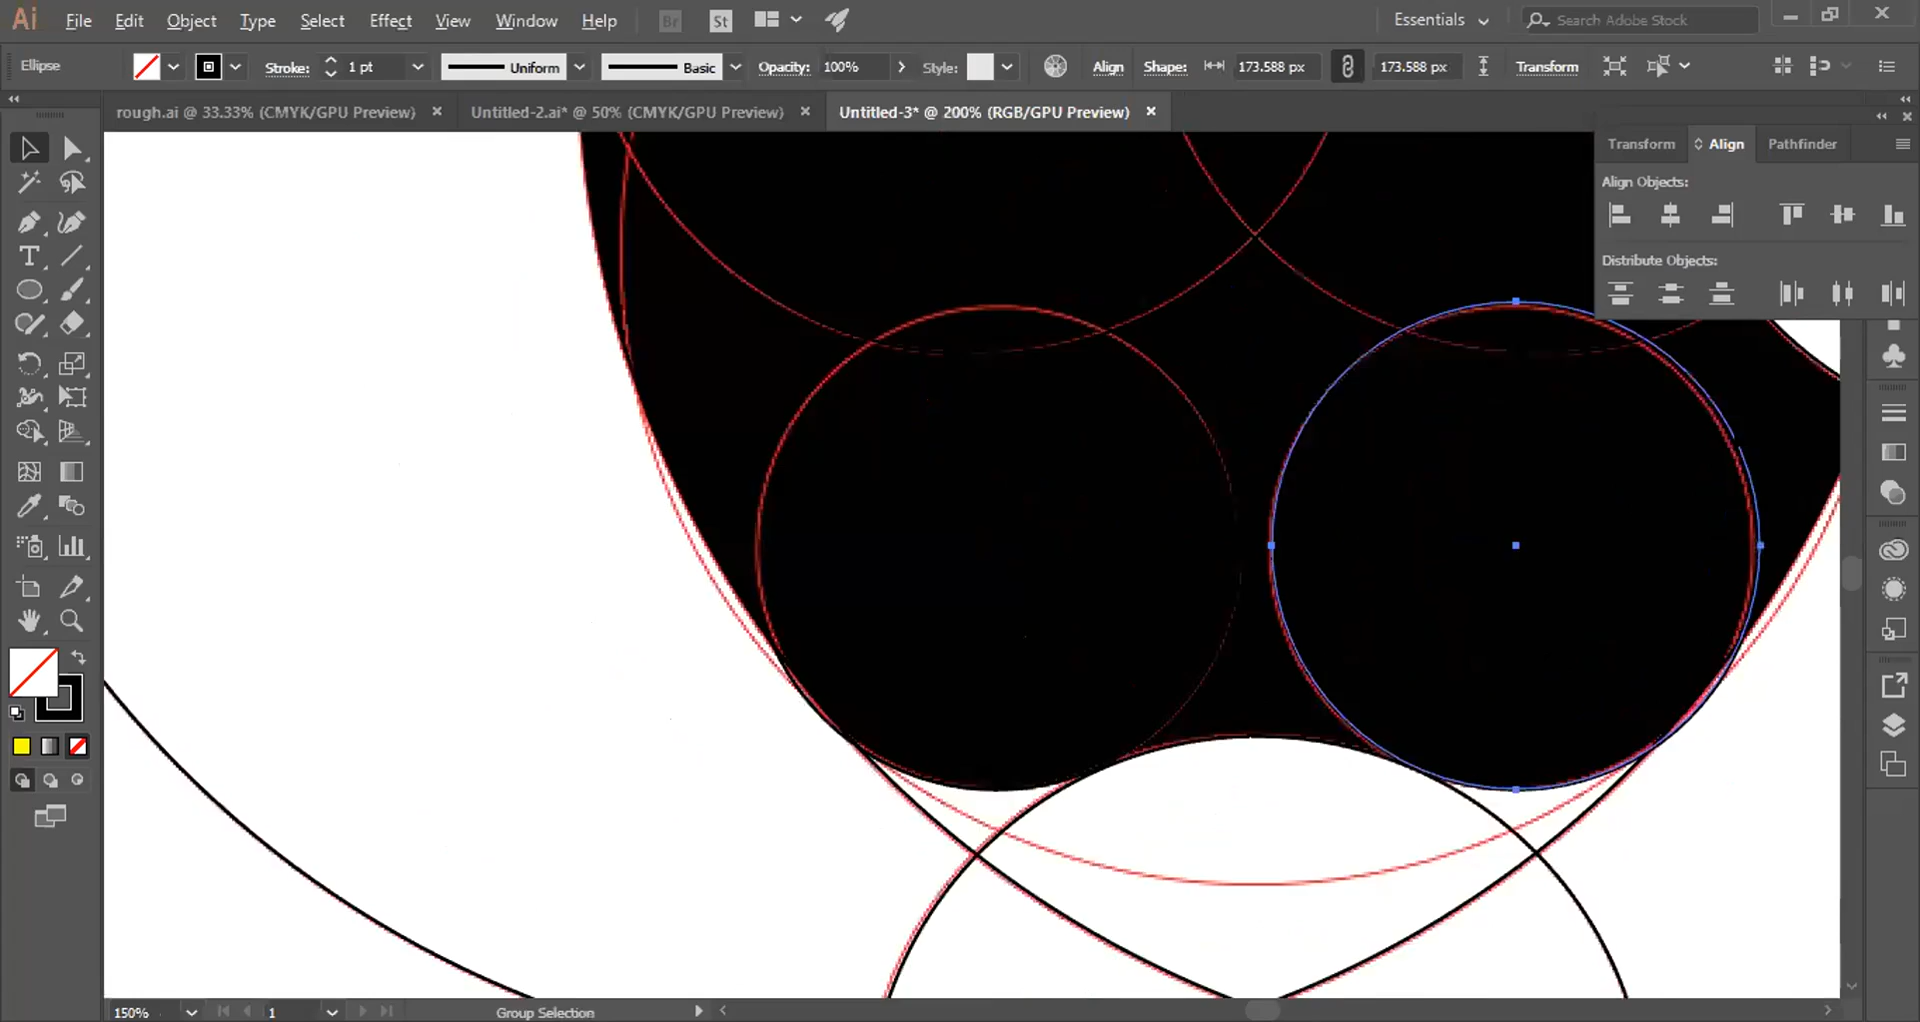 Ai File Edit Object Type Select Effect View Window Help Br St Essentials Search Adobe Stock
Ellipse Stroke: 1 pt Uniform Basic Opacity: 100% Style: Align Shape: 173.588 px 173.588 px Transform
rough.ai @ 33.33% (CMYK/GPU Preview) Untitled-2.ai* @ 50% (CMYK/GPU Preview) Untitled-3* @ 200% (RGB/GPU Preview)
Transform Align Pathfinder
Align Objects:
Distribute Objects:
150% 1 Group Selection